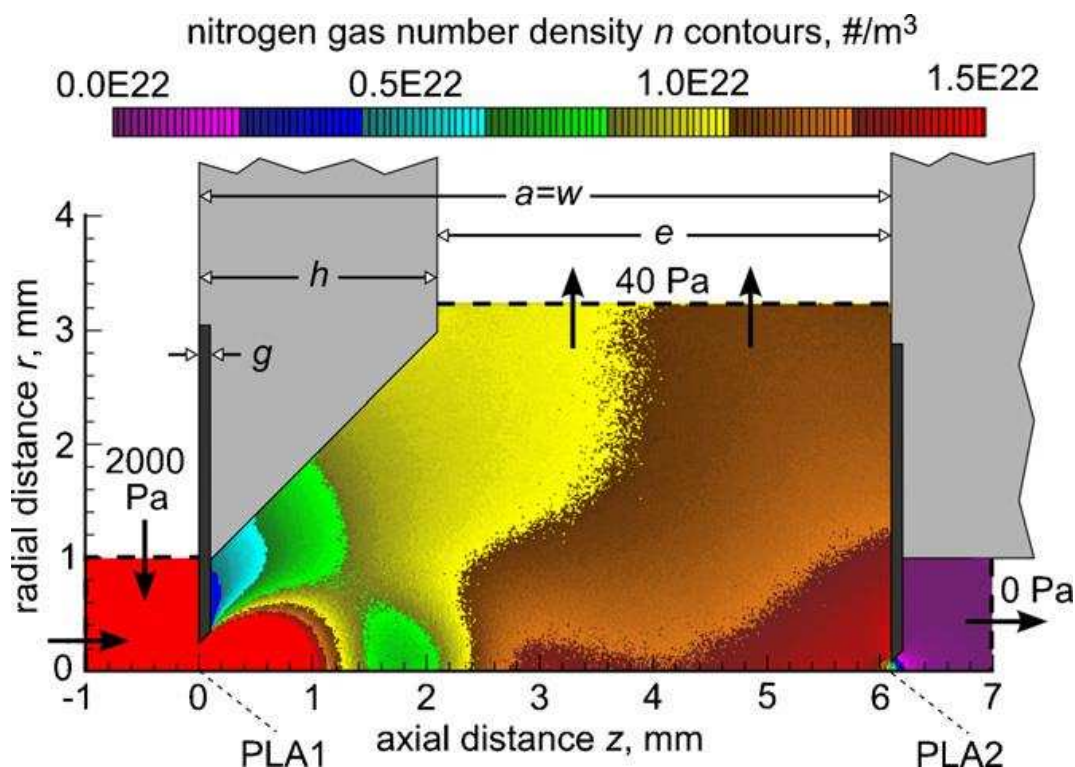 nitrogen gas number density n contours, #/m³
0.0E22 0.5E22 1.0E22 1.5E22
a=w
e
h
40 Pa
g
2000
Pa
0 Pa
radial distance r, mm
4
3
2
1
0
-1 0 1 2 3 4 5 6 7
axial distance z, mm
PLA1
PLA2